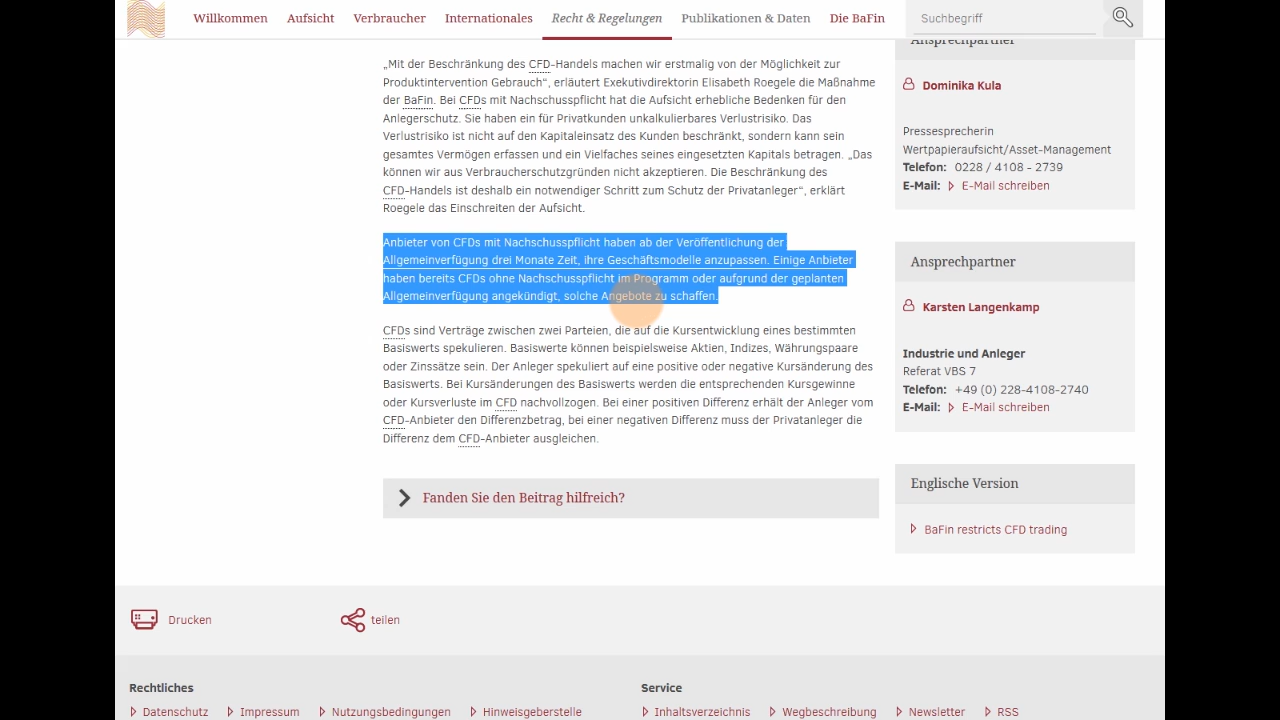 Willkommen Aufsicht Verbraucher Internationales Recht & Regelungen Publikationen & Daten Die BaFin Suchbegriff
„Mit der Beschränkung des CFD-Handels machen wir erstmalig von der Möglichkeit zur
Produktintervention Gebrauch“, erläutert Exekutivdirektorin Elisabeth Roegele die Maßnahme
der BaFin. Bei CFDs mit Nachschusspflicht hat die Aufsicht erhebliche Bedenken für den
Anlegerschutz. Sie haben ein für Privatkunden unkalkulierbares Verlustrisiko. Das
Verlustrisiko ist nicht auf den Kapitaleinsatz des Kunden beschränkt, sondern kann sein
gesamtes Vermögen erfassen und ein Vielfaches seines eingesetzten Kapitals betragen. „Das
können wir aus Verbraucherschutzgründen nicht akzeptieren. Die Beschränkung des
CFD-Handels ist deshalb ein notwendiger Schritt zum Schutz der Privatanleger“, erklärt
Roegele das Einschreiten der Aufsicht.
Anbieter von CFDs mit Nachschusspflicht haben ab der Veröffentlichung der
Allgemeinverfügung drei Monate Zeit, ihre Geschäftsmodelle anzupassen. Einige Anbieter
haben bereits CFDs ohne Nachschusspflicht im Programm oder aufgrund der geplanten
Allgemeinverfügung angekündigt, solche Angebote zu schaffen.
CFDs sind Verträge zwischen zwei Parteien, die auf die Kursentwicklung eines bestimmten
Basiswerts spekulieren. Basiswerte können beispielsweise Aktien, Indizes, Währungspaare
oder Zinssätze sein. Der Anleger spekuliert auf eine positive oder negative Kursänderung des
Basiswerts. Bei Kursänderungen des Basiswerts werden die entsprechenden Kursgewinne
oder Kursverluste im CFD nachvollzogen. Bei einer positiven Differenz erhält der Anleger vom
CFD-Anbieter den Differenzbetrag, bei einer negativen Differenz muss der Privatanleger die
Differenz dem CFD-Anbieter ausgleichen.
Fanden Sie den Beitrag hilfreich?
Ansprechpartner
Dominika Kula
Pressesprecherin
Wertpapieraufsicht/Asset-Management
Telefon: 0228 / 4108 - 2739
E-Mail: E-Mail schreiben
Ansprechpartner
Karsten Langenkamp
Industrie und Anleger
Referat VBS 7
Telefon: +49 (0) 228-4108-2740
E-Mail: E-Mail schreiben
Englische Version
BaFin restricts CFD trading
Drucken teilen
Rechtliches
Datenschutz Impressum Nutzungsbedingungen Hinweisgeberstelle
Service
Inhaltsverzeichnis Wegbeschreibung Newsletter RSS